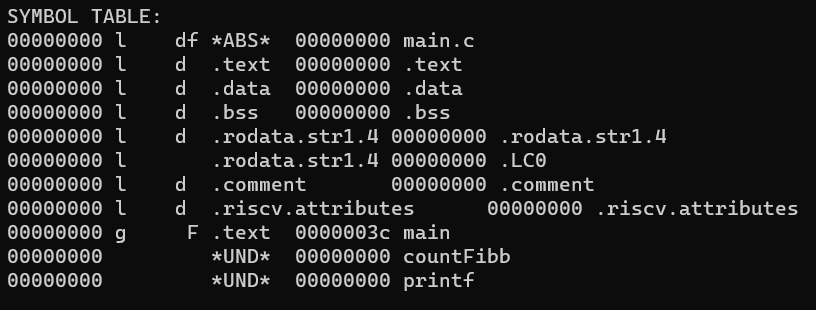 SYMBOL TABLE:
00000000 l    df *ABS*  00000000 main.c
00000000 l    d  .text  00000000 .text
00000000 l    d  .data  00000000 .data
00000000 l    d  .bss   00000000 .bss
00000000 l    d  .rodata.str1.4 00000000 .rodata.str1.4
00000000 l       .rodata.str1.4 00000000 .LC0
00000000 l    d  .comment       00000000 .comment
00000000 l    d  .riscv.attributes      00000000 .riscv.attributes
00000000 g     F .text  0000003c main
00000000         *UND*  00000000 countFibb
00000000         *UND*  00000000 printf